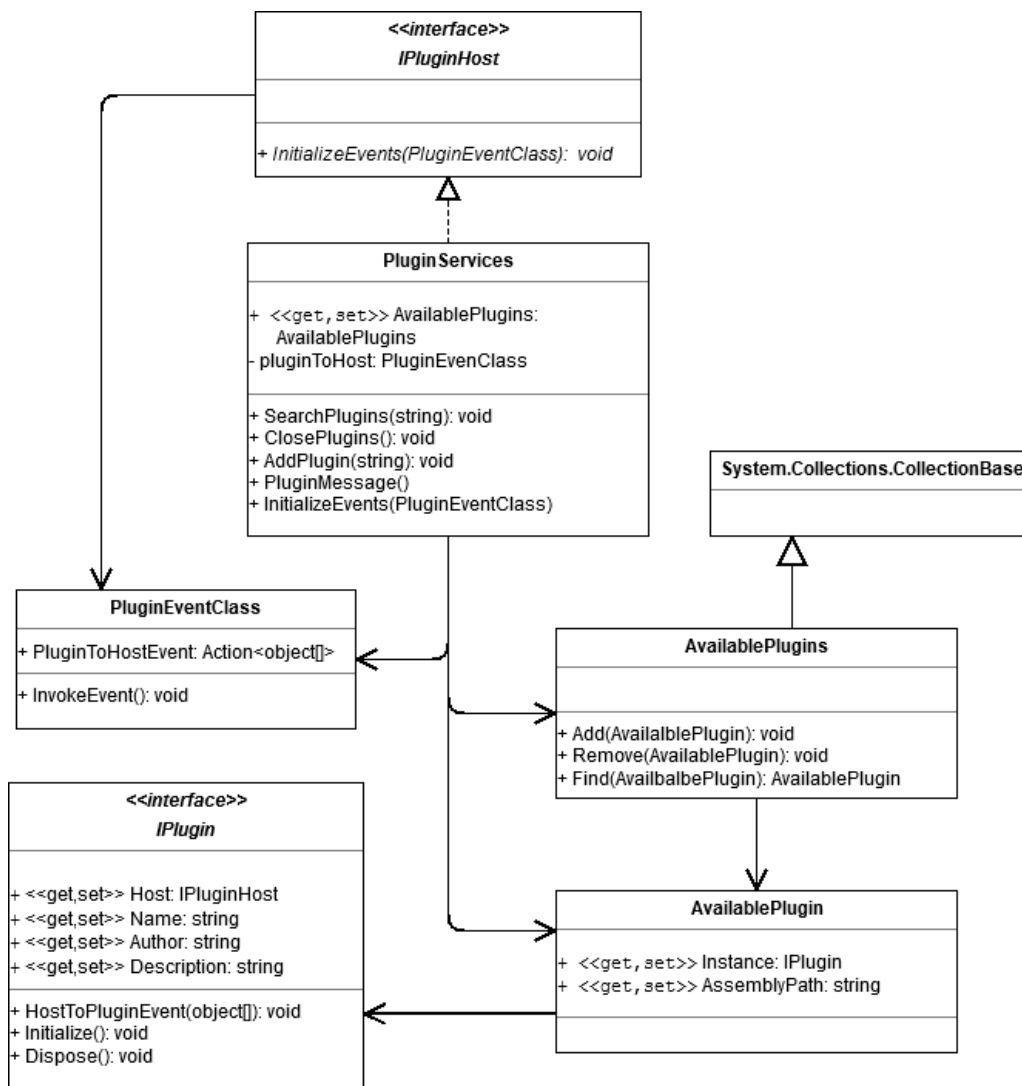 <<interface>>
IPluginHost
+ InitializeEvents(PluginEventClass): void
PluginServices
+ <<get,set>> AvailablePlugins:
AvailablePlugins
- pluginToHost: PluginEvenClass
+ SearchPlugins(string): void
+ ClosePlugins(): void
+ AddPlugin(string): void
+ PluginMessage()
+ InitializeEvents(PluginEventClass)
System.Collections.CollectionBase
PluginEventClass
+ PluginToHostEvent: Action<object[]>
+ InvokeEvent(): void
AvailablePlugins
+ Add(AvailalblePlugin): void
+ Remove(AvailablePlugin): void
+ Find(AvailbalbePlugin): AvailablePlugin
<<interface>>
IPlugin
+ <<get,set>> Host: IPluginHost
+ <<get,set>> Name: string
+ <<get,set>> Author: string
+ <<get,set>> Description: string
+ HostToPluginEvent(object[]): void
+ Initialize(): void
+ Dispose(): void
AvailablePlugin
+ <<get,set>> Instance: IPlugin
+ <<get,set>> AssemblyPath: string